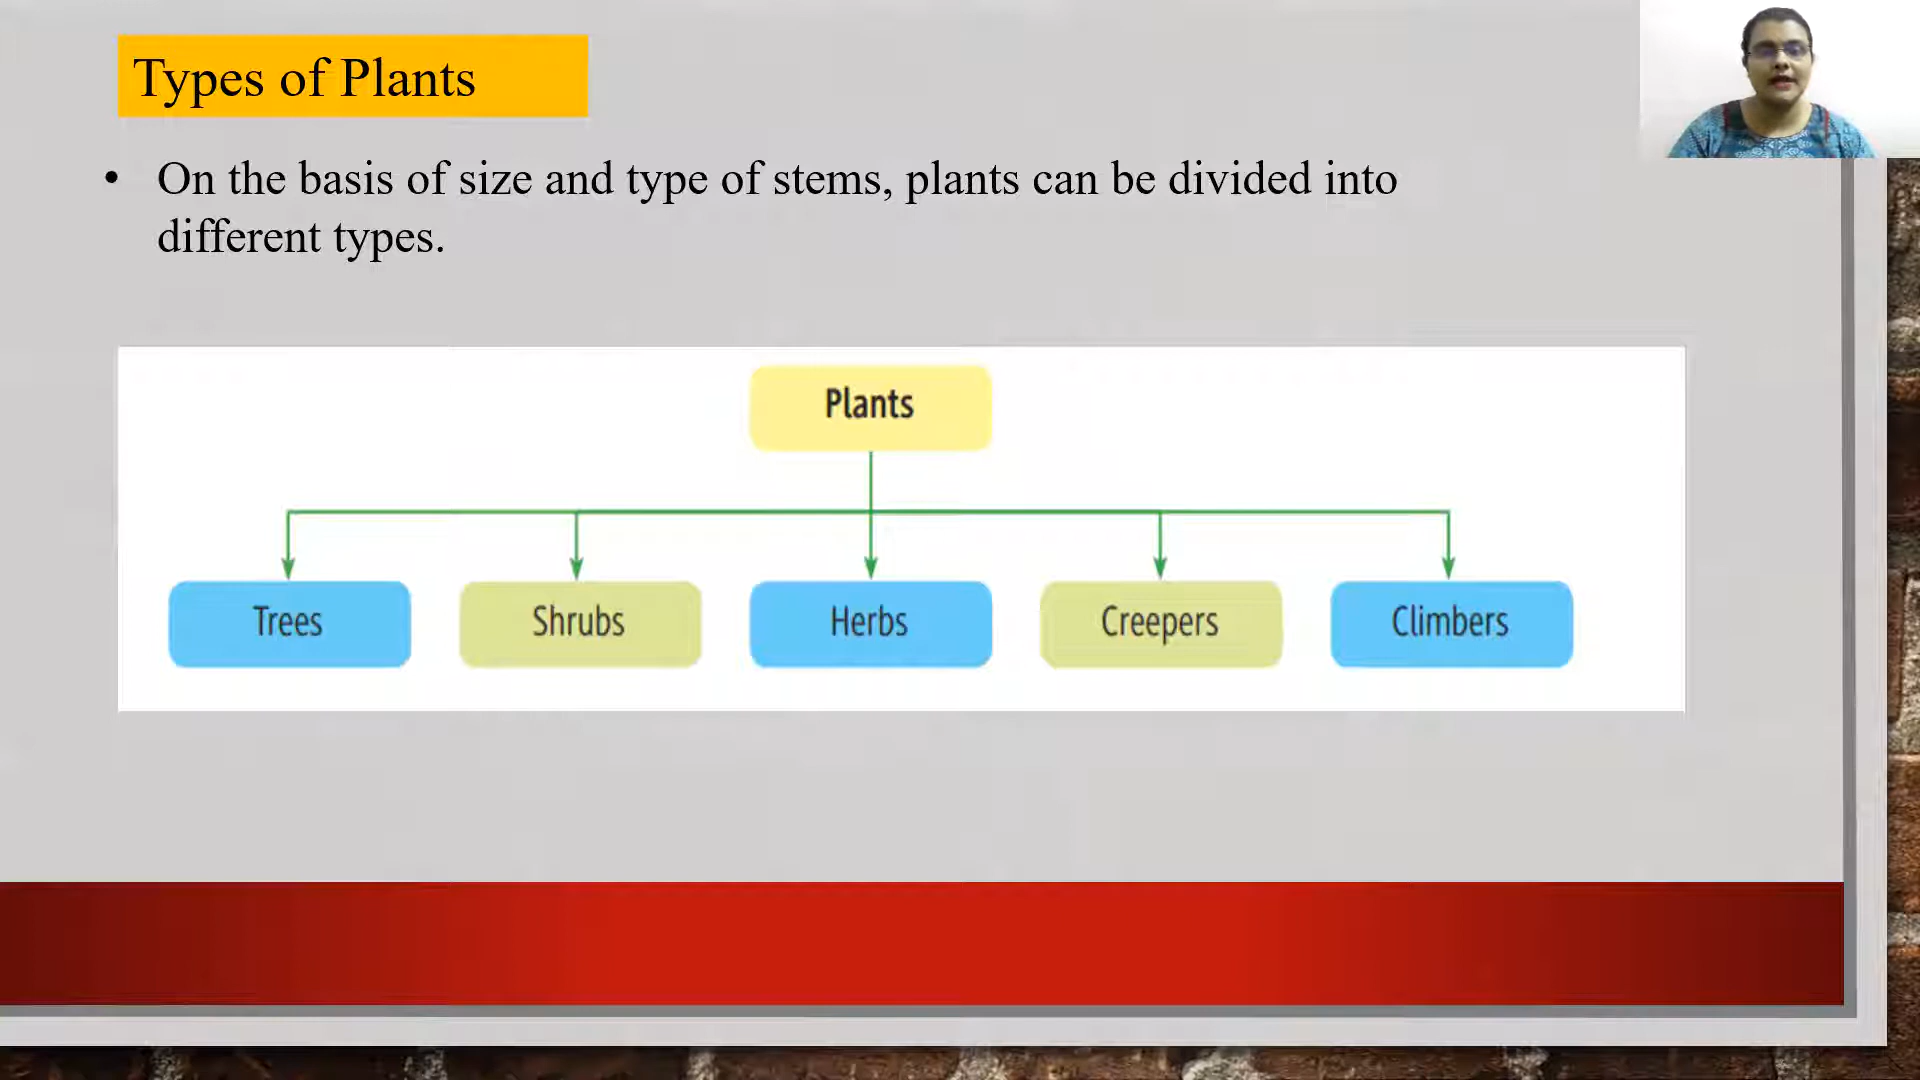 Types of Plants
• On the basis of size and type of stems, plants can be divided into
different types.
Plants
Trees
Shrubs
Herbs
Creepers
Climbers